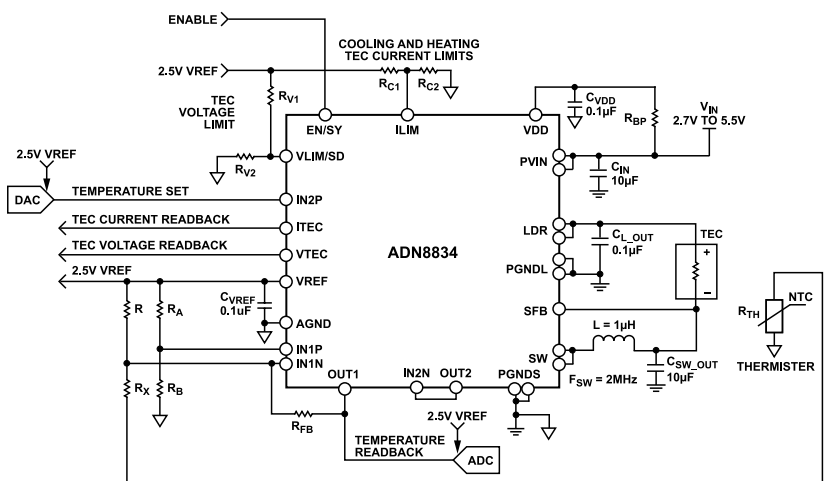 ENABLE
COOLING AND HEATING
TEC CURRENT LIMITS
2.5V VREF
RC1
RC2
RV1
TEC
VOLTAGE
LIMIT
RV2
CVDD
0.1µF
RBP
VIN
2.7V TO 5.5V
EN/SY
ILIM
VDD
VLIM/SD
PVIN
CIN
10µF
2.5V VREF
DAC
TEMPERATURE SET
IN2P
TEC CURRENT READBACK
ITEC
LDR
CL_OUT
0.1µF
TEC
+
–
TEC VOLTAGE READBACK
VTEC
ADN8834
PGNDL
2.5V VREF
VREF
R
RA
CVREF
0.1uF
SFB
RTH
NTC
THERMISTER
AGND
L = 1µH
SW
IN1P
IN1N
RX
RB
OUT1
IN2N
OUT2
PGNDS
FSW = 2MHz
CSW_OUT
10µF
RFB
2.5V VREF
TEMPERATURE
READBACK
ADC